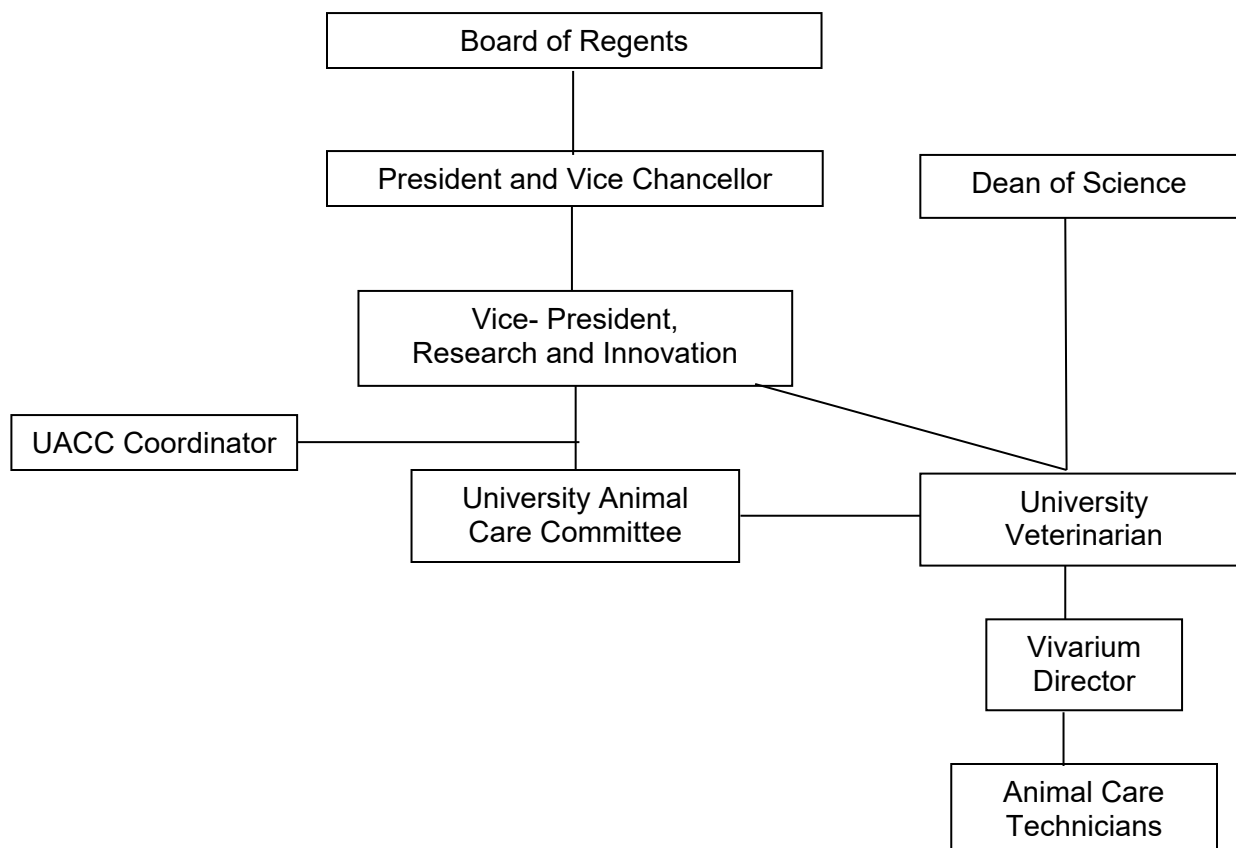 Board of Regents
President and Vice Chancellor
Dean of Science
Vice- President,
Research and Innovation
UACC Coordinator
University Animal
Care Committee
University
Veterinarian
Vivarium
Director
Animal Care
Technicians